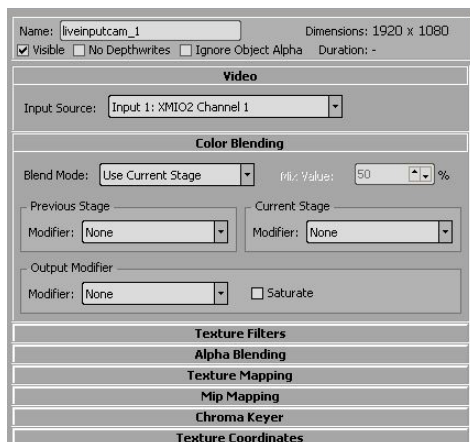 Name: liveinputcam_1 Dimensions: 1920 x 1080
Visible No Depthwrites Ignore Object Alpha Duration: -
Video
Input Source: Input 1: XMIO2 Channel 1
Color Blending
Blend Mode: Use Current Stage Mix Value: 50 %
Previous Stage Current Stage
Modifier: None Modifier: None
Output Modifier
Modifier: None Saturate
Texture Filters
Alpha Blending
Texture Mapping
Mip Mapping
Chroma Keyer
Texture Coordinates